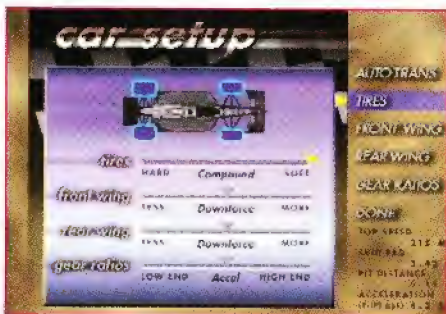 car setup
AUTO TRANS
TIRES
FRONT WING
REAR WING
GEAR RATIOS
DONE
tires
HARD Compound SOFT
front wing
LESS Downforce MORE
rear wing
LESS Downforce MORE
gear ratios
LOW END Accel HIGH END
TOP SPEED
PIT DISTANCE
ACCELERATION